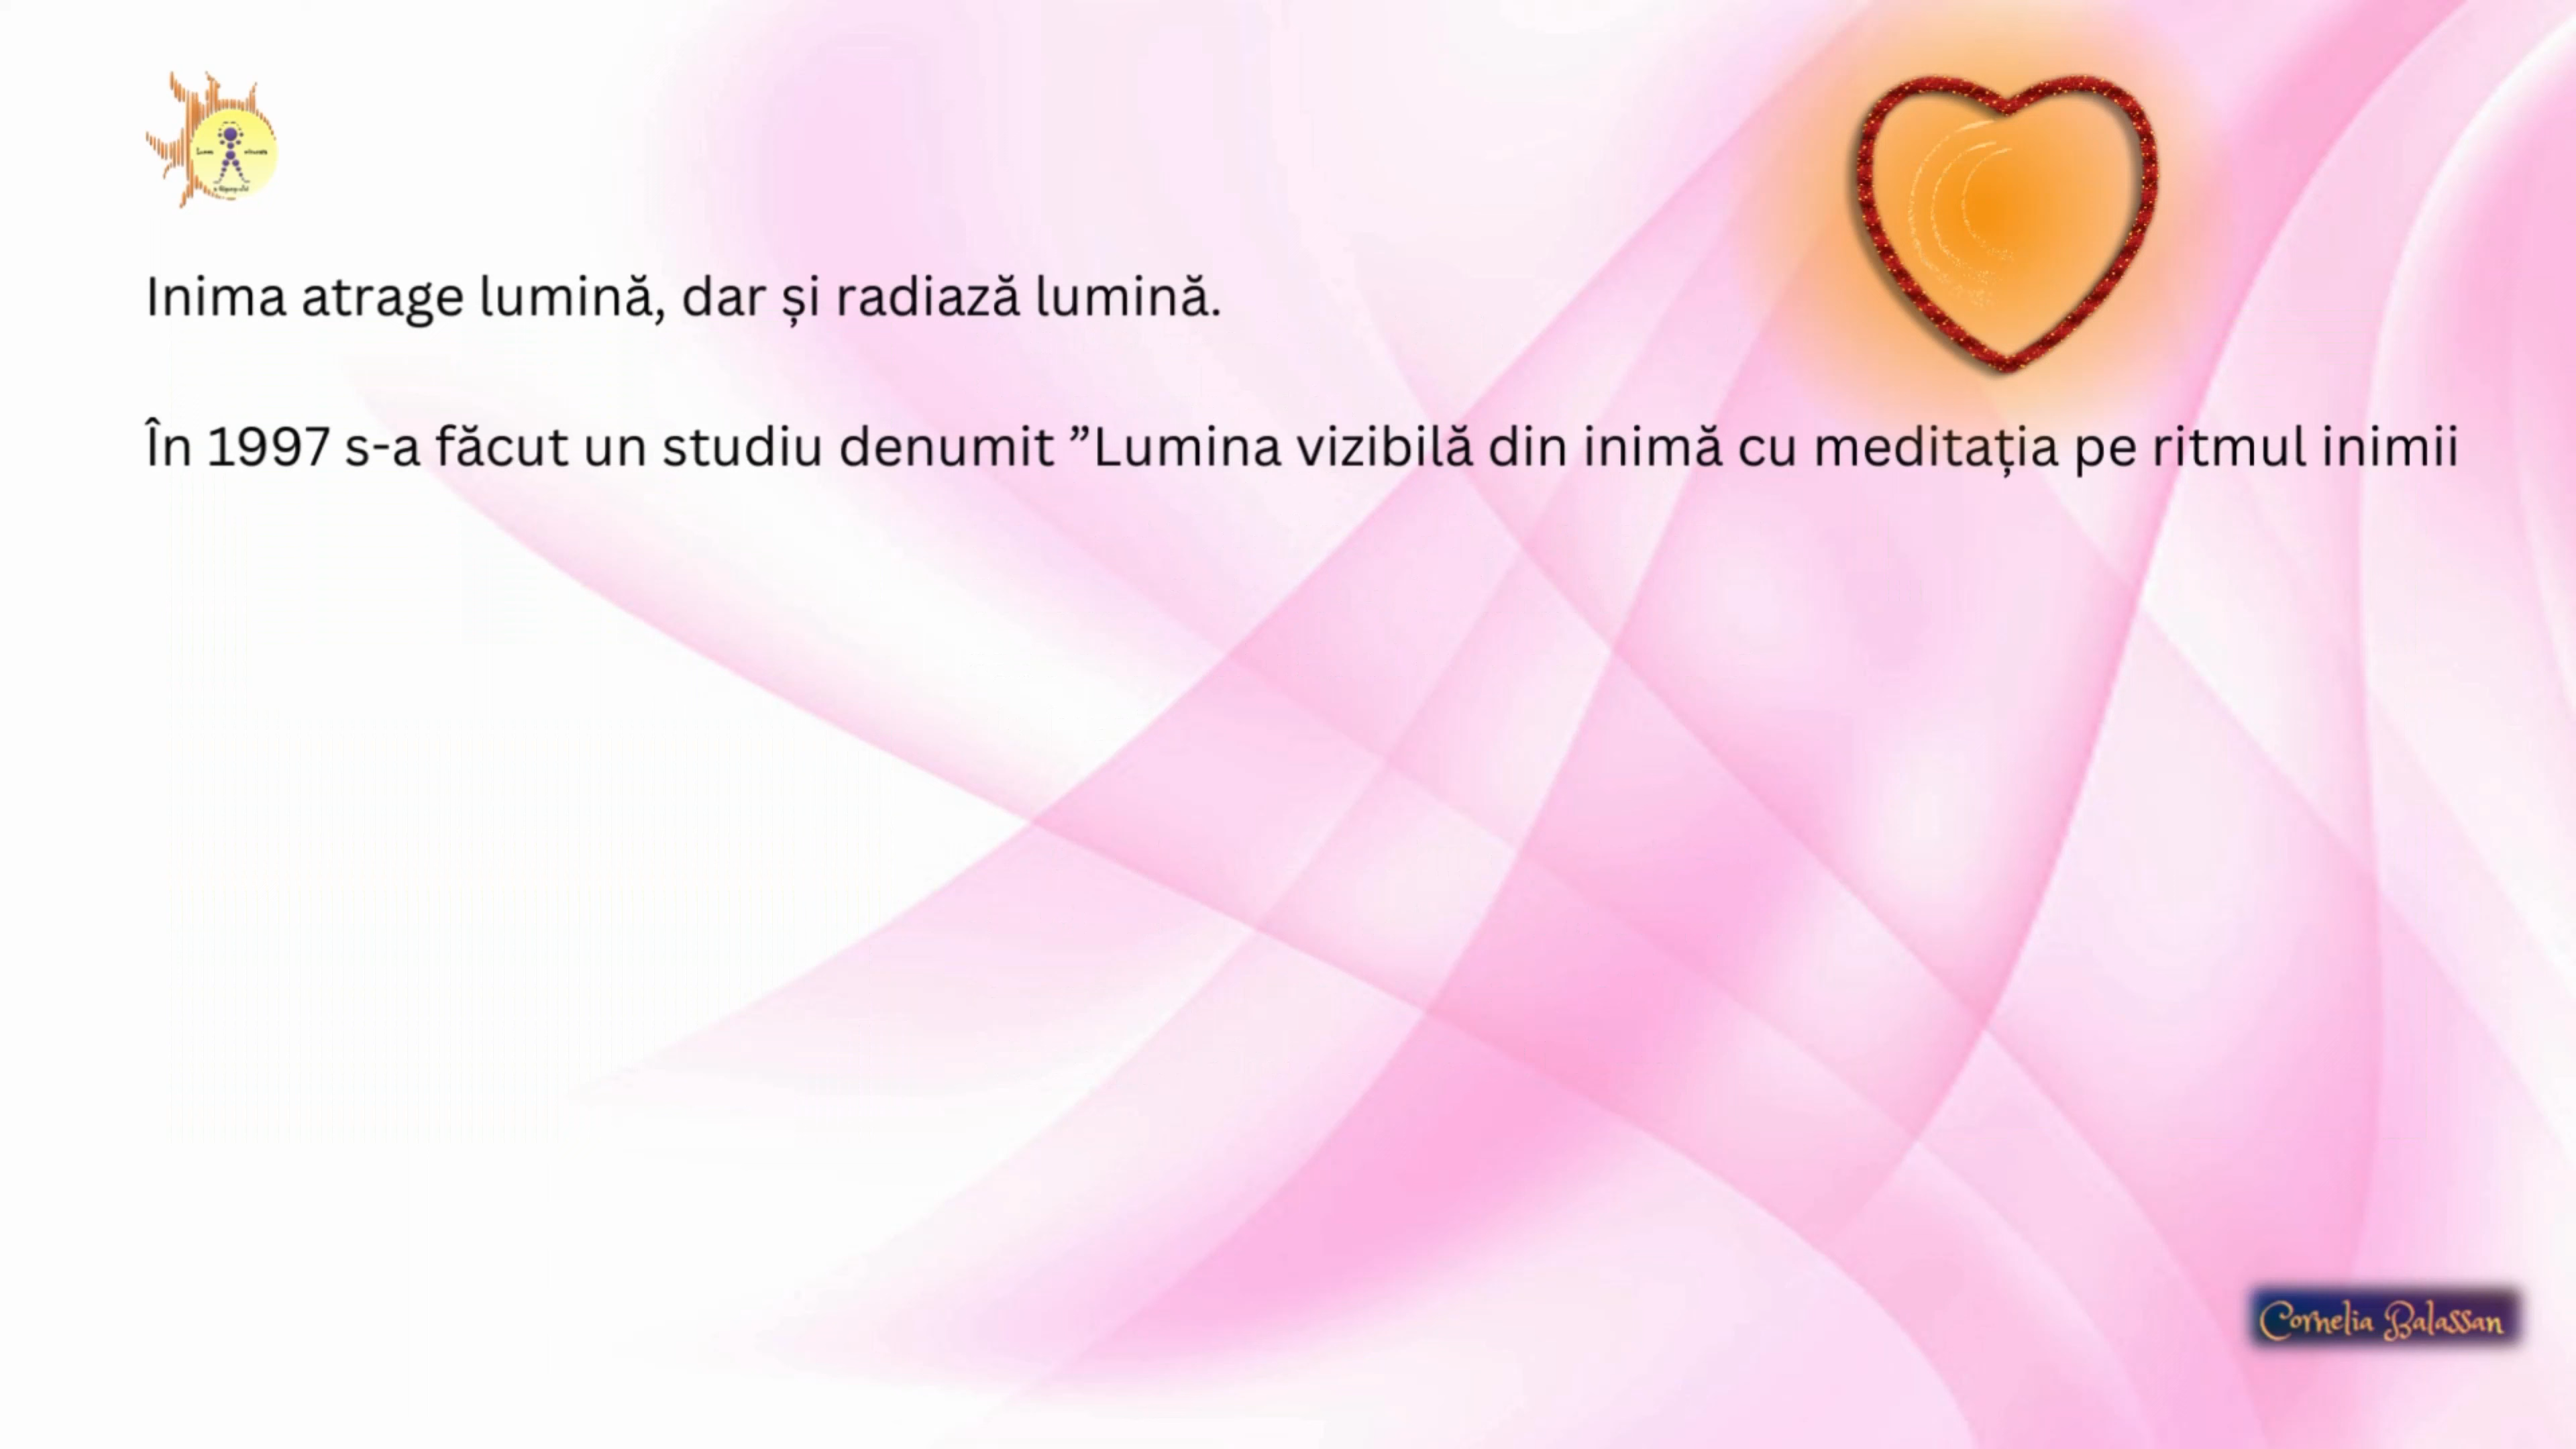 Inima atrage lumină, dar și radiază lumină.
În 1997 s-a făcut un studiu denumit ”Lumina vizibilă din inimă cu meditația pe ritmul inimii
Cornelia Balassan